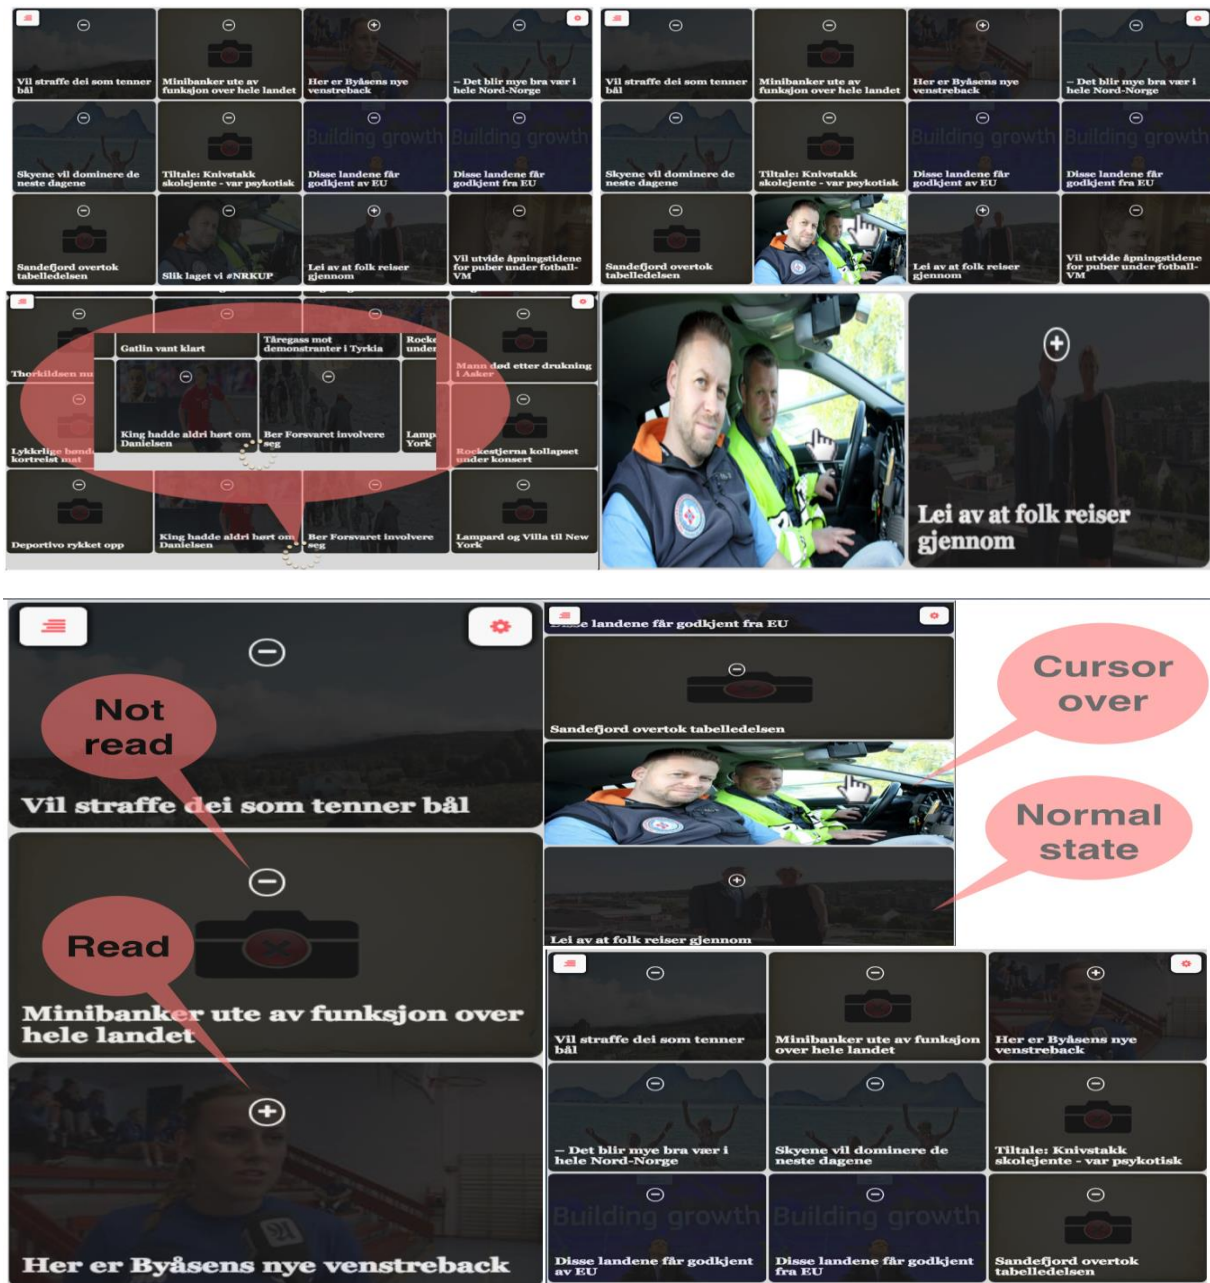 Vil straffe dei som tenner
bål
Minibanker ute av
funksjon over hele landet
Her er Byåsens nye
venstreback
– Det blir mye bra vær i
hele Nord-Norge
Skyene vil dominere de
neste dagene
Tiltale: Knivstakk
skolejente - var psykotisk
Building growth
Disse landene får
godkjent av EU
Building growth
Disse landene får
godkjent fra EU
Sandefjord overtok
tabelledelsen
Slik laget vi #NRKUP
Lei av at folk reiser
gjennom
Vil utvide åpningstidene
for puber under fotball-
VM
Vil straffe dei som tenner
bål
Minibanker ute av
funksjon over hele landet
Her er Byåsens nye
venstreback
– Det blir mye bra vær i
hele Nord-Norge
Skyene vil dominere de
neste dagene
Tiltale: Knivstakk
skolejente - var psykotisk
Building growth
Disse landene får
godkjent av EU
Building growth
Disse landene får
godkjent fra EU
Sandefjord overtok
tabelledelsen
Lei av at folk reiser
gjennom
Vil utvide åpningstidene
for puber under fotball-
VM
Gatlin vant klart
Tåregass mot
demonstranter i Tyrkia
King hadde aldri hørt om
Danielsen
Ber Forsvaret involvere
seg
York
Mann død etter drukning
i Asker
kortreist mat
Rockestjerna kollapset
under konsert
Deportivo rykket opp
King hadde aldri hørt om
Danielsen
Ber Forsvaret involvere
seg
Lampard og Villa til New
York
Lei av at folk reiser
gjennom
Not
read
Vil straffe dei som tenner bål
Read
Minibanker ute av funksjon over
hele landet
Her er Byåsens nye venstreback
Disse landene får godkjent fra EU
Sandefjord overtok tabelledelsen
Lei av at folk reiser gjennom
Cursor
over
Normal
state
Vil straffe dei som tenner
bål
Minibanker ute av funksjon
over hele landet
Her er Byåsens nye
venstreback
– Det blir mye bra vær i
hele Nord-Norge
Skyene vil dominere de
neste dagene
Tiltale: Knivstakk
skolejente - var psykotisk
Building growth
Disse landene får godkjent
av EU
Building growth
Disse landene får godkjent
fra EU
Sandefjord overtok
tabelledelsen